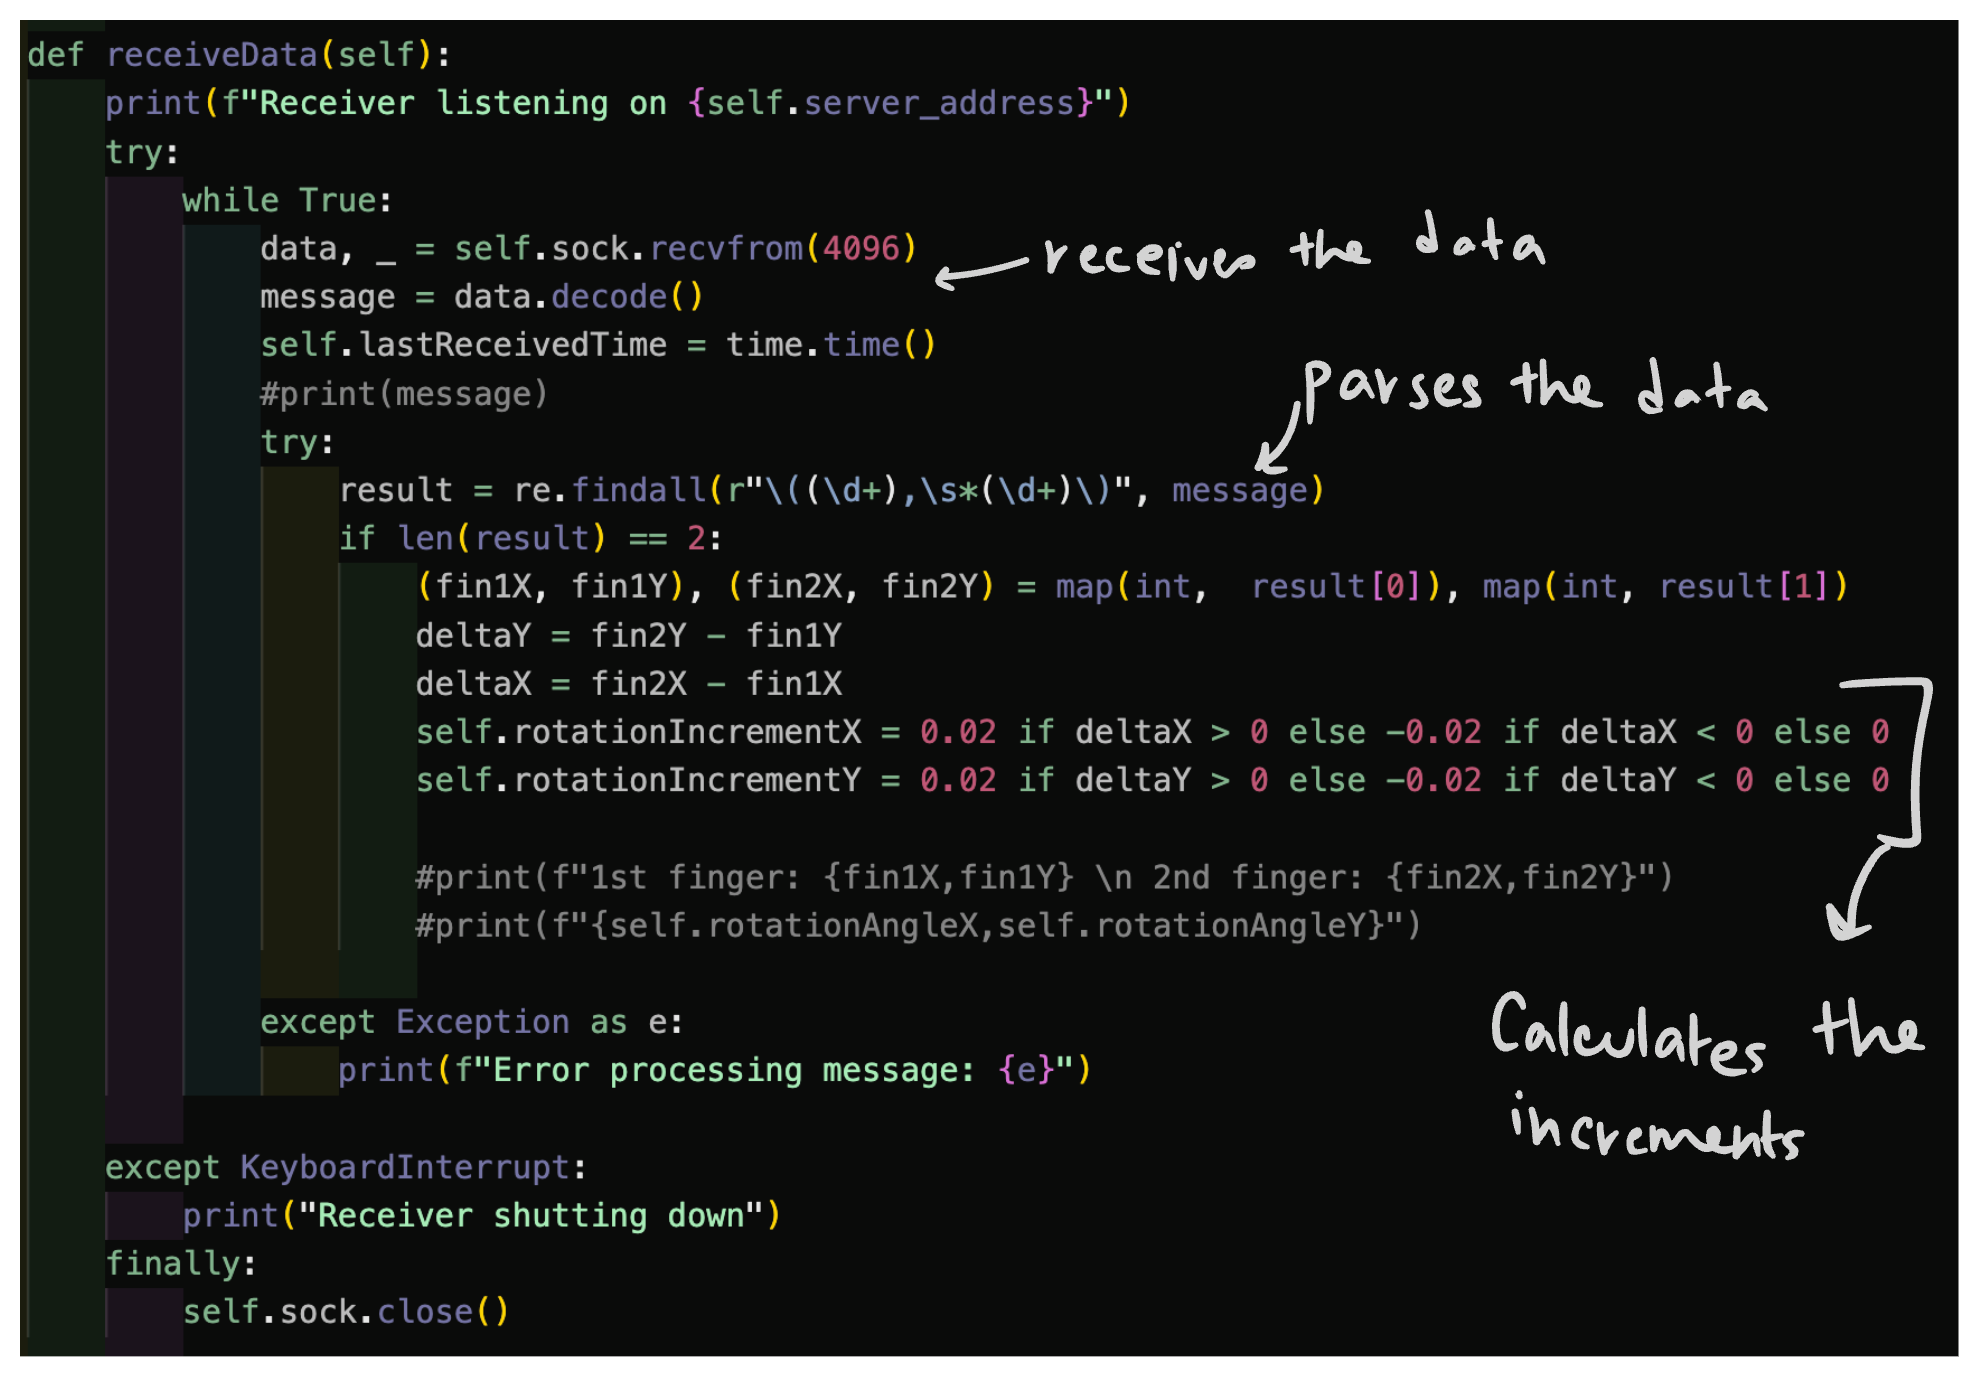 def receiveData(self):
    print(f"Receiver listening on {self.server_address}")
    try:
        while True:
            data, _ = self.sock.recvfrom(4096)
receives the data
            message = data.decode()
            self.lastReceivedTime = time.time()
            #print(message)
parses the data
            try:
                result = re.findall(r"\((\d+),\s*(\d+)\)", message)
                if len(result) == 2:
                    (fin1X, fin1Y), (fin2X, fin2Y) = map(int,  result[0]), map(int, result[1])
                    deltaY = fin2Y - fin1Y
                    deltaX = fin2X - fin1X
                    self.rotationIncrementX = 0.02 if deltaX > 0 else -0.02 if deltaX < 0 else 0
                    self.rotationIncrementY = 0.02 if deltaY > 0 else -0.02 if deltaY < 0 else 0
                    #print(f"1st finger: {fin1X,fin1Y} \n 2nd finger: {fin2X,fin2Y}")
                    #print(f"{self.rotationAngleX,self.rotationAngleY}")
            except Exception as e:
                print(f"Error processing message: {e}")
Calculates the
increments
    except KeyboardInterrupt:
        print("Receiver shutting down")
    finally:
        self.sock.close()